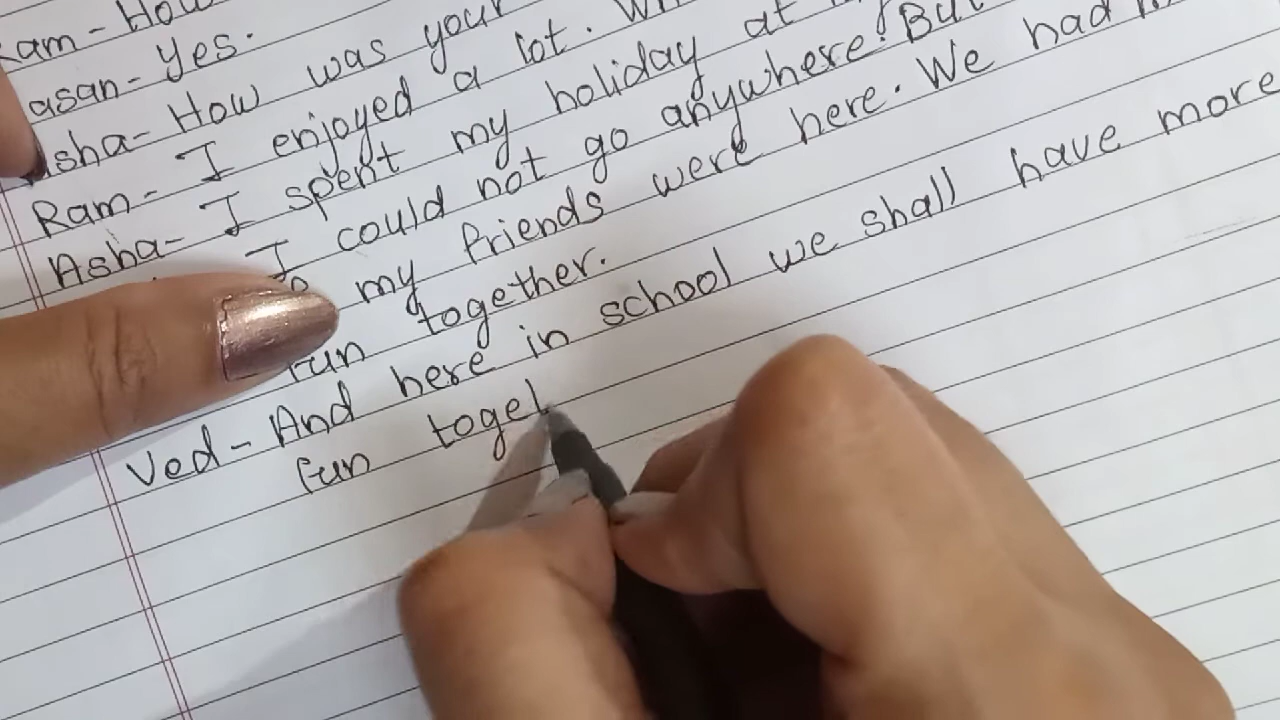 Ram- How
asan- Yes.
sha- How was your
Ram- I enjoyed a lot.
Asha- I spent my holiday at
I could not go anywhere! But
my friends were here. We had
fun together.
Ved- And here in school we shall have more
fun toget